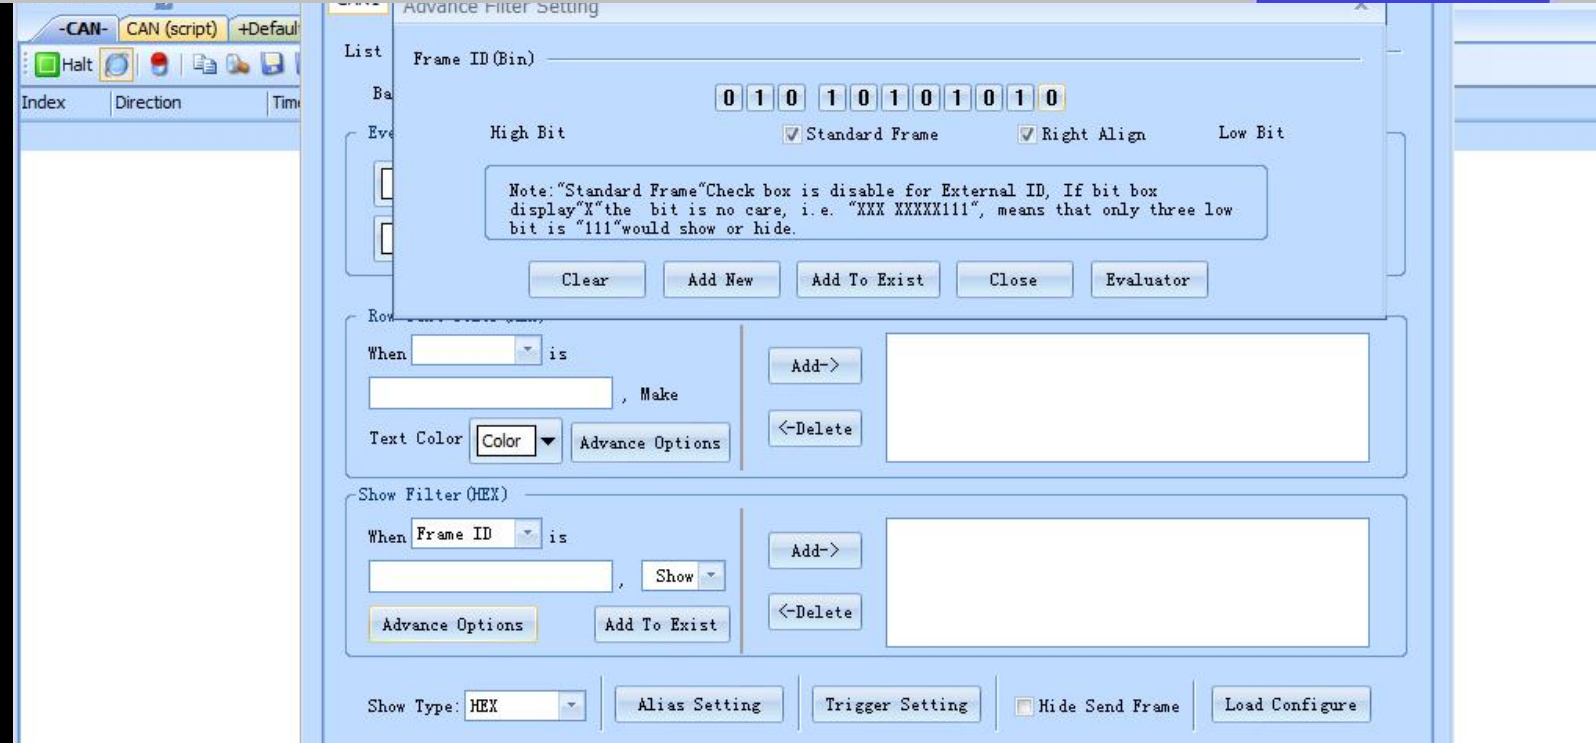 Advance Filter Setting
-CAN- CAN (script) +Defaul
List
Frame ID(Bin)
Halt
Ba
0 1 0 1 0 1 0 1 0 1 0
Index Direction Time
Eve
High Bit Standard Frame Right Align Low Bit
Note:"Standard Frame"Check box is disable for External ID, If bit box
display"X"the bit is no care, i.e. "XXX XXXXX111", means that only three low
bit is "111"would show or hide.
Clear Add New Add To Exist Close Evaluator
Row
When is
Add->
, Make
Text Color Color Advance Options
<-Delete
Show Filter(HEX)
When Frame ID is
Add->
, Show
<-Delete
Advance Options Add To Exist
Show Type: HEX Alias Setting Trigger Setting Hide Send Frame Load Configure